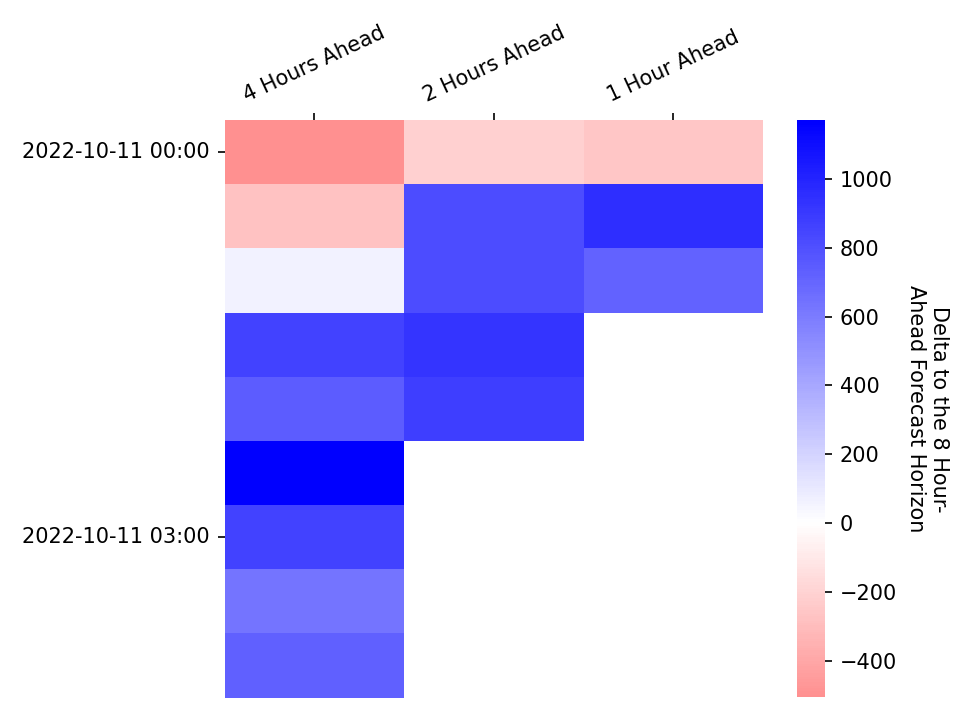 4 Hours Ahead
2 Hours Ahead
1 Hour Ahead
2022-10-11 00:00
2022-10-11 03:00
1000
800
600
400
200
0
−200
−400
Delta to the 8 Hour-
Ahead Forecast Horizon